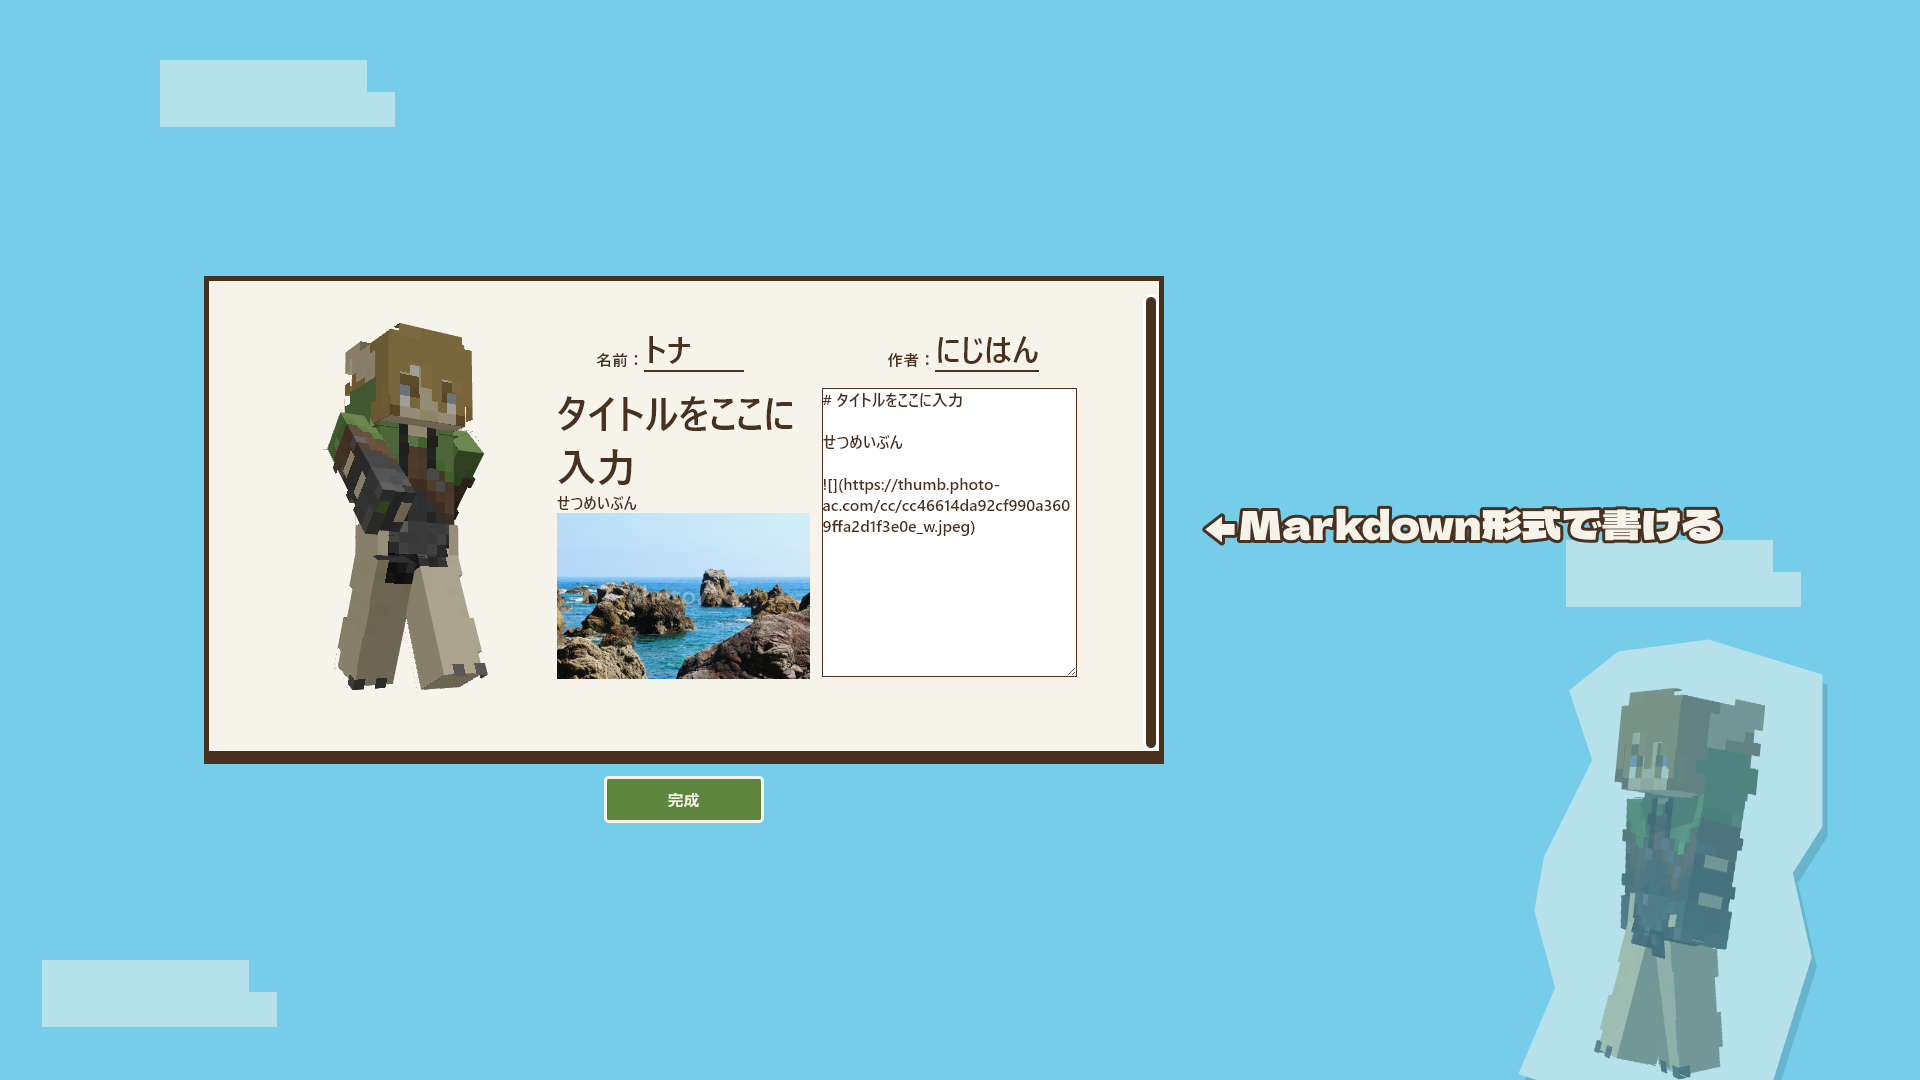 名前：トナ
作者：にじはん
タイトルをここに
入力
せつめいぶん
# タイトルをここに入力
せつめいぶん
![](https://thumb.photo-
ac.com/cc/cc46614da92cf990a360
9ffa2d1f3e0e_w.jpeg)
←Markdown形式で書ける
完成